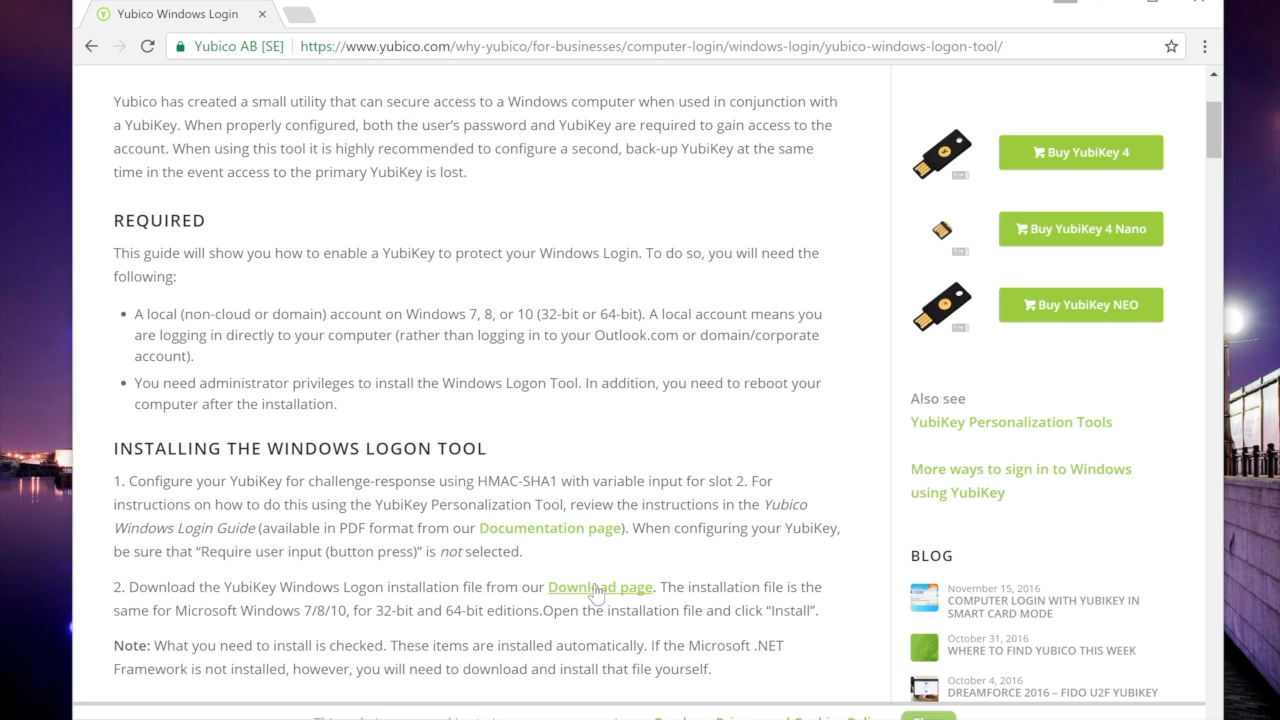 Yubico Windows Login
Yubico AB [SE]
https://www.yubico.com/why-yubico/for-businesses/computer-login/windows-login/yubico-windows-logon-tool/
Yubico has created a small utility that can secure access to a Windows computer when used in conjunction with
a YubiKey. When properly configured, both the user's password and YubiKey are required to gain access to the
account. When using this tool it is highly recommended to configure a second, back-up YubiKey at the same
time in the event access to the primary YubiKey is lost.
REQUIRED
This guide will show you how to enable a YubiKey to protect your Windows Login. To do so, you will need the
following:
• A local (non-cloud or domain) account on Windows 7, 8, or 10 (32-bit or 64-bit). A local account means you
are logging in directly to your computer (rather than logging in to your Outlook.com or domain/corporate
account).
• You need administrator privileges to install the Windows Logon Tool. In addition, you need to reboot your
computer after the installation.
INSTALLING THE WINDOWS LOGON TOOL
1. Configure your YubiKey for challenge-response using HMAC-SHA1 with variable input for slot 2. For
instructions on how to do this using the YubiKey Personalization Tool, review the instructions in the Yubico
Windows Login Guide (available in PDF format from our Documentation page). When configuring your YubiKey,
be sure that “Require user input (button press)” is not selected.
2. Download the YubiKey Windows Logon installation file from our Download page. The installation file is the
same for Microsoft Windows 7/8/10, for 32-bit and 64-bit editions.Open the installation file and click “Install”.
Note: What you need to install is checked. These items are installed automatically. If the Microsoft .NET
Framework is not installed, however, you will need to download and install that file yourself.
Buy YubiKey 4
Buy YubiKey 4 Nano
Buy YubiKey NEO
Also see
YubiKey Personalization Tools
More ways to sign in to Windows
using YubiKey
BLOG
November 15, 2016
COMPUTER LOGIN WITH YUBIKEY IN
SMART CARD MODE
October 31, 2016
WHERE TO FIND YUBICO THIS WEEK
October 4, 2016
DREAMFORCE 2016 – FIDO U2F YUBIKEY